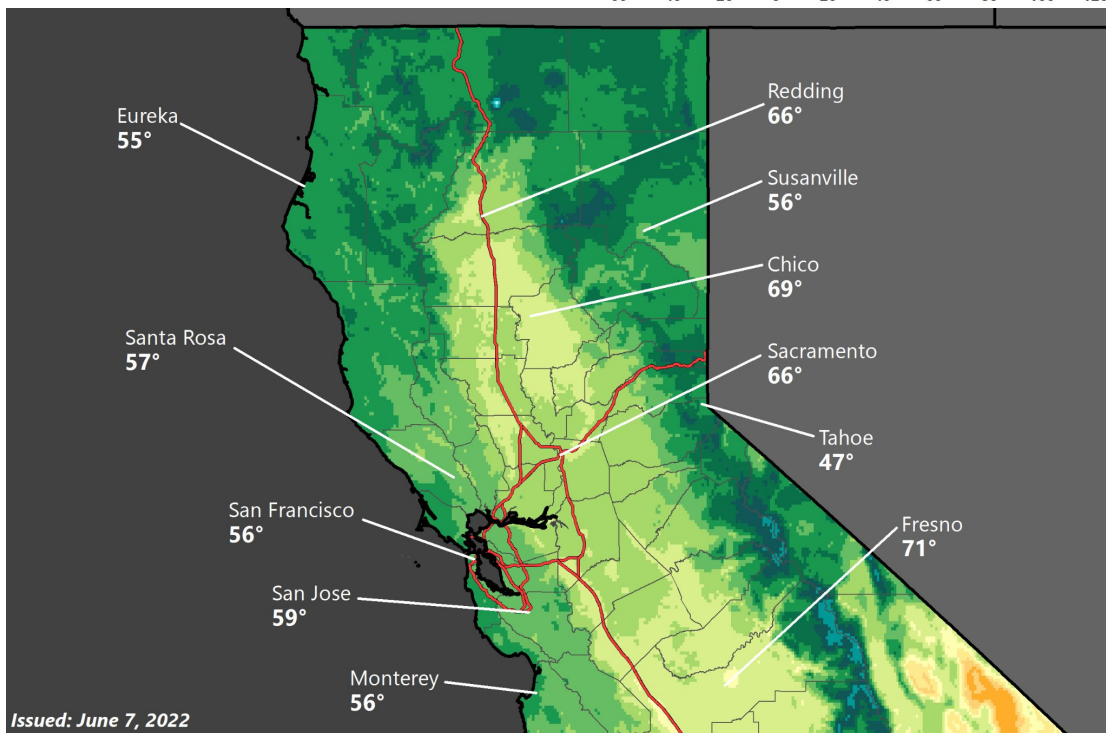 Redding
66°
Eureka
55°
Susanville
56°
Chico
69°
Santa Rosa
57°
Sacramento
66°
Tahoe
47°
San Francisco
56°
Fresno
71°
San Jose
59°
Monterey
56°
Issued: June 7, 2022